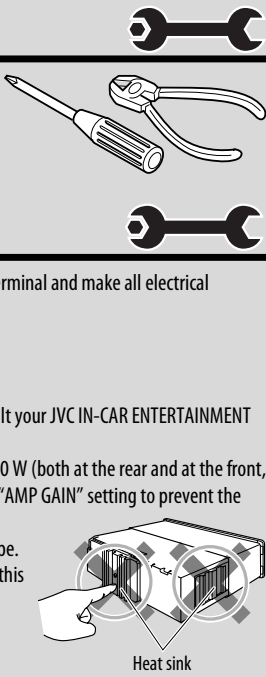 erminal and make all electrical
lt your JVC IN-CAR ENTERTAINMENT
0 W (both at the rear and at the front,
“AMP GAIN” setting to prevent the
be.
this
Heat sink